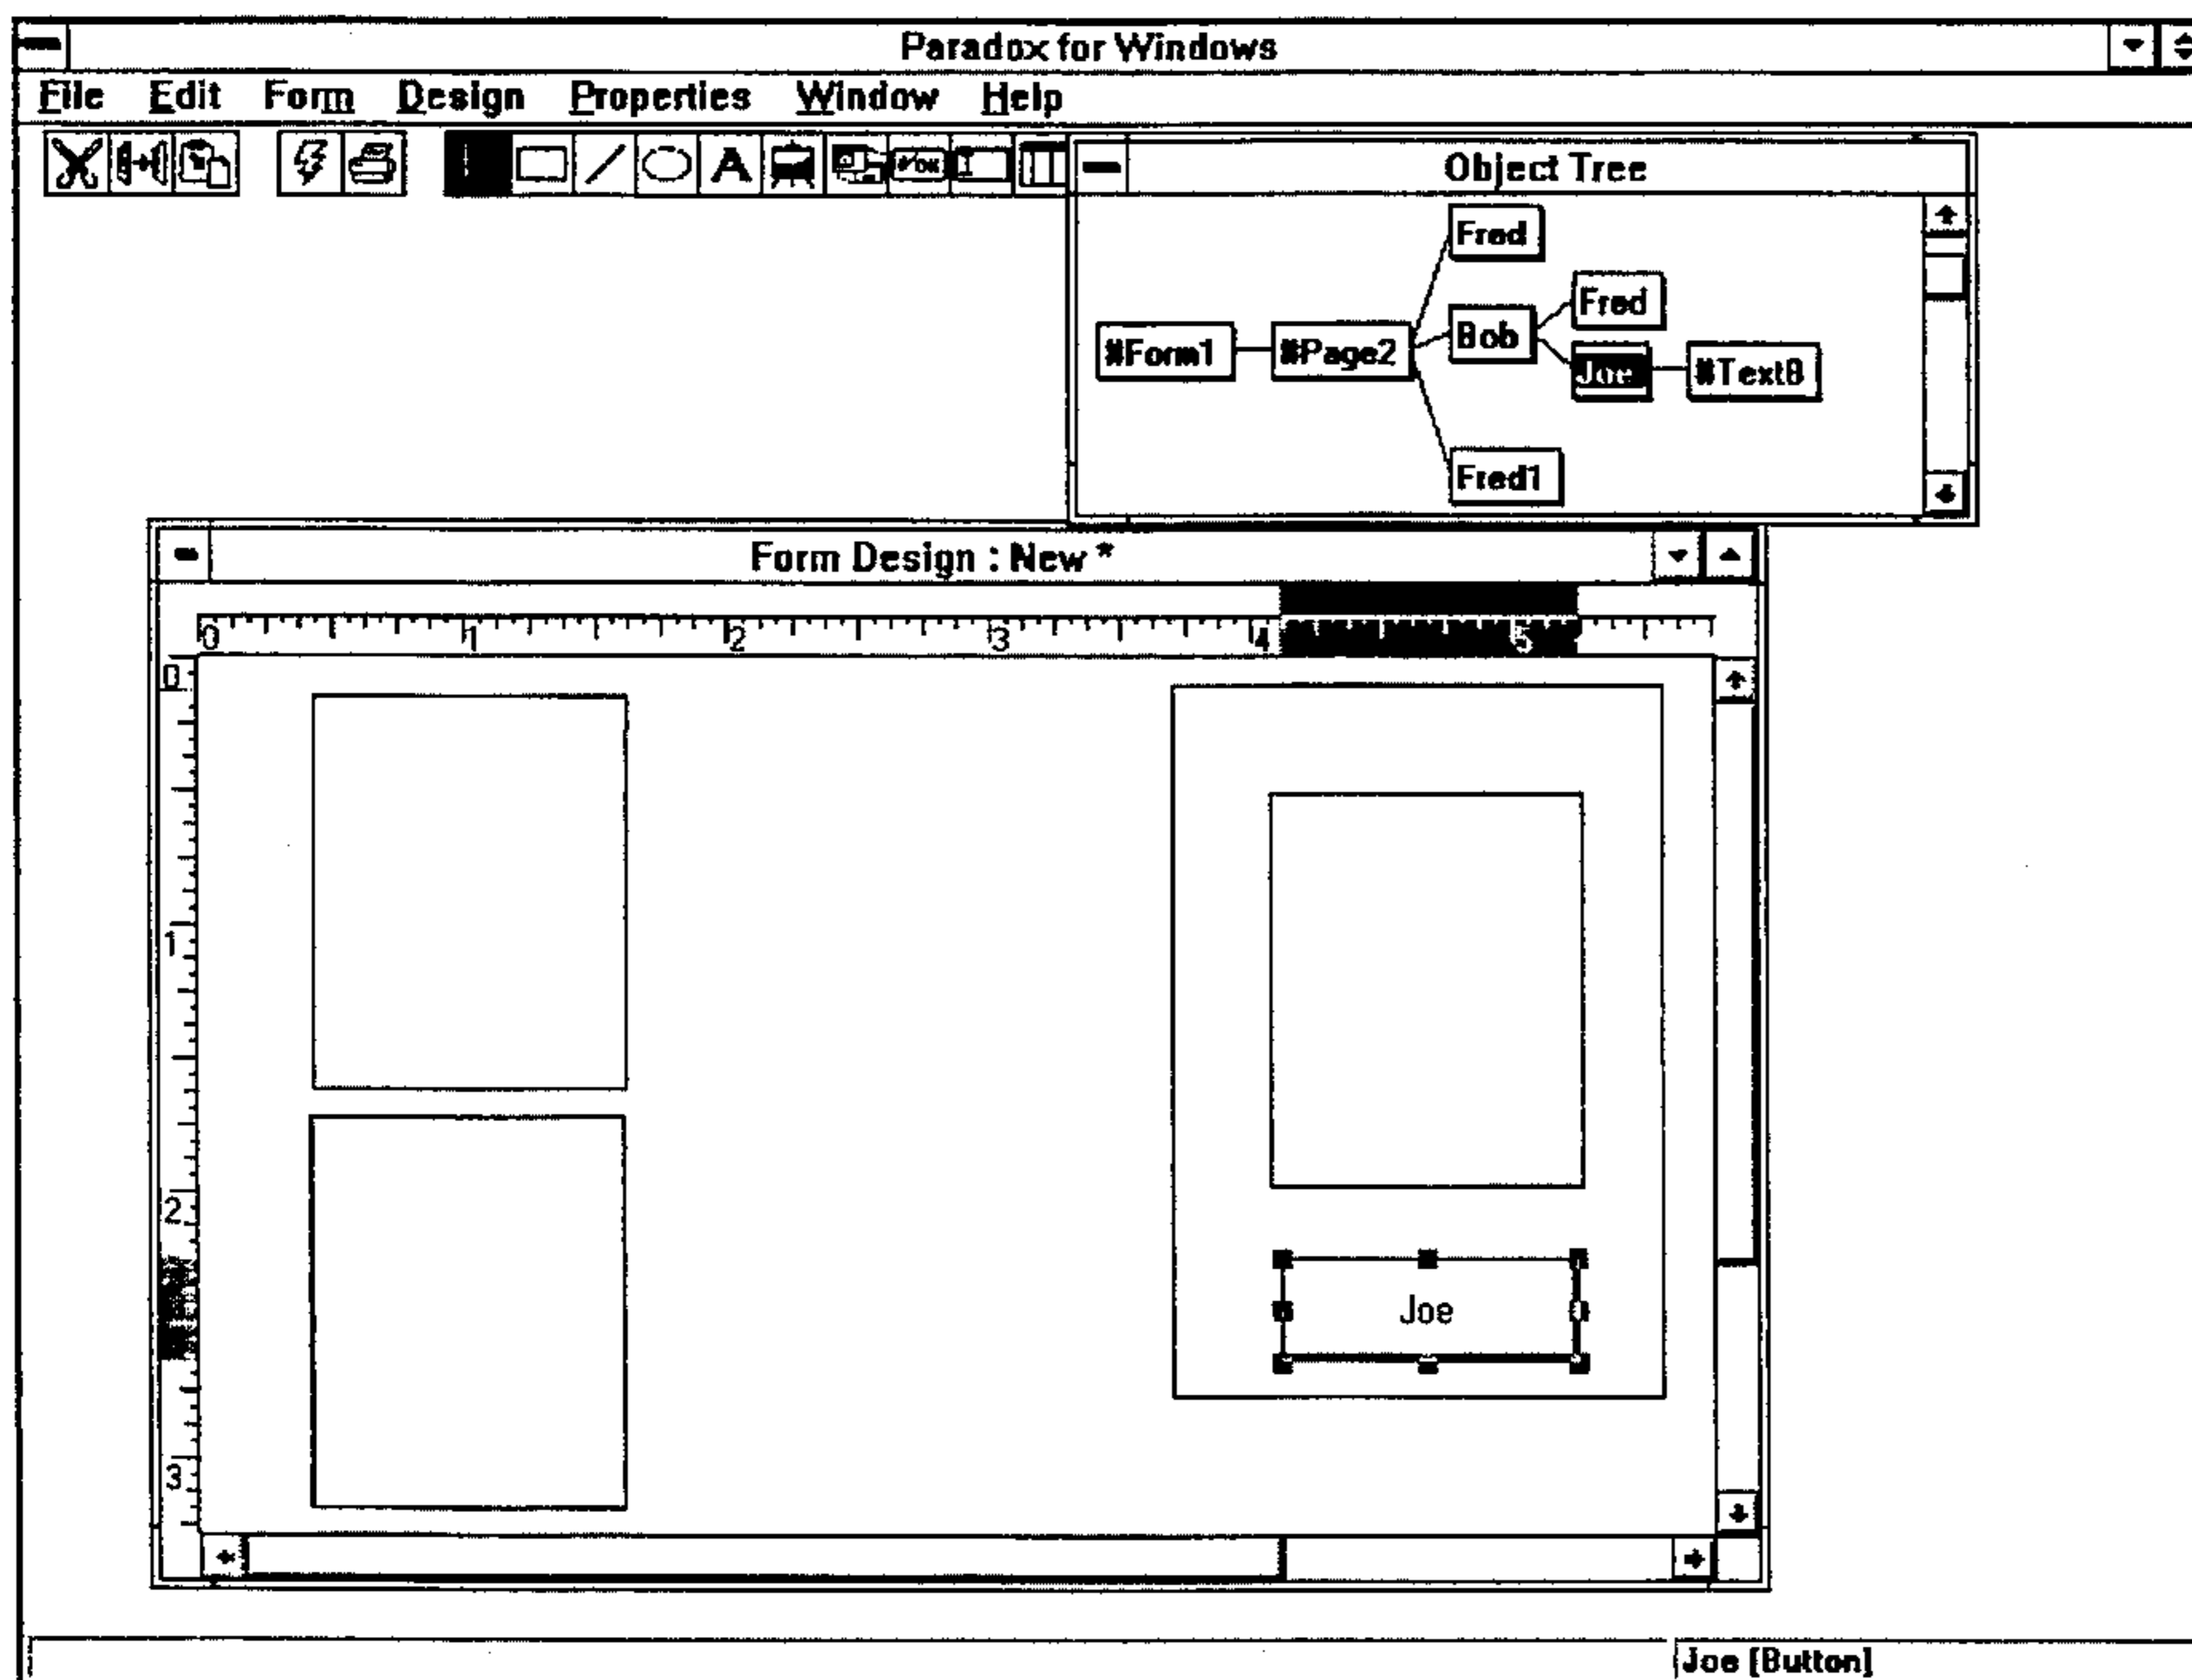 Paradox for Windows
File Edit Form Design Properties Window Help
A OK I
Object Tree
Fred
Fred
#Form1 #Page2 Bob
Joe #Text8
Fred1
Form Design : New *
0 1 2 3 4 5
0
1
2
Joe
3
Joe [Button]